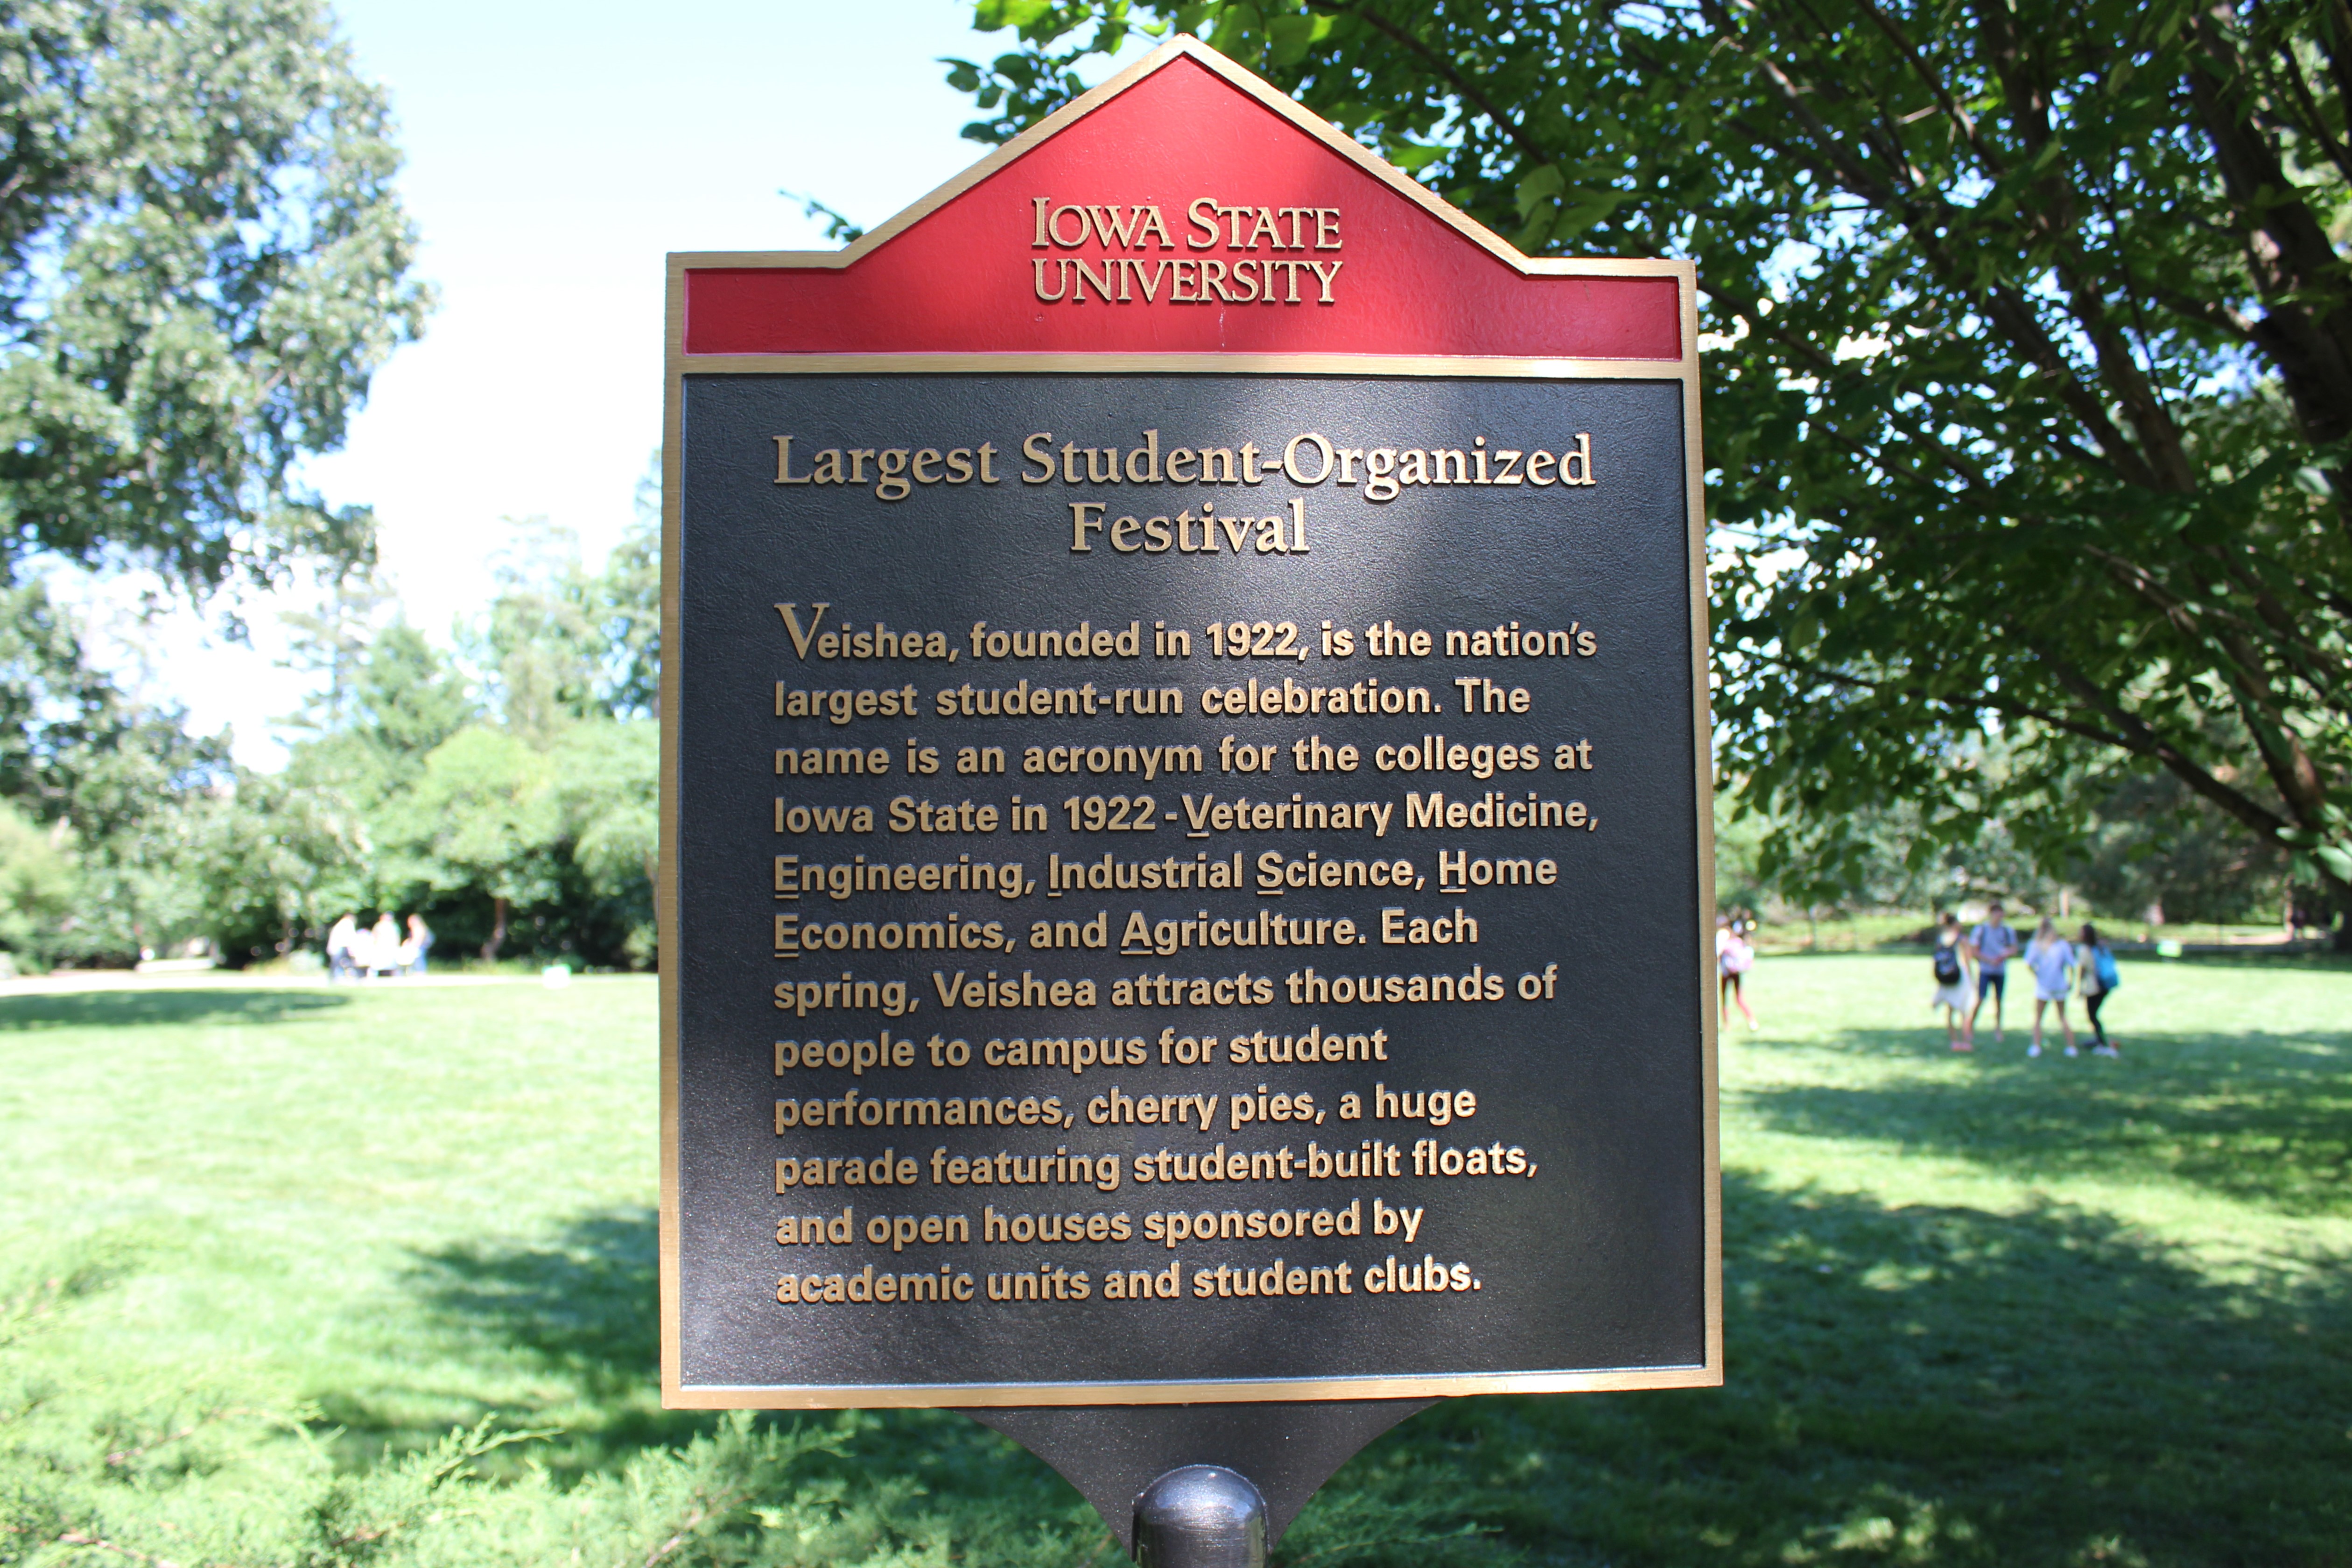 IOWA STATE
UNIVERSITY
Largest Student-Organized
Festival
Veishea, founded in 1922, is the nation's
largest student-run celebration. The
name is an acronym for the colleges at
Iowa State in 1922 - Veterinary Medicine,
Engineering, Industrial Science, Home
Economics, and Agriculture. Each
spring, Veishea attracts thousands of
people to campus for student
performances, cherry pies, a huge
parade featuring student-built floats,
and open houses sponsored by
academic units and student clubs.